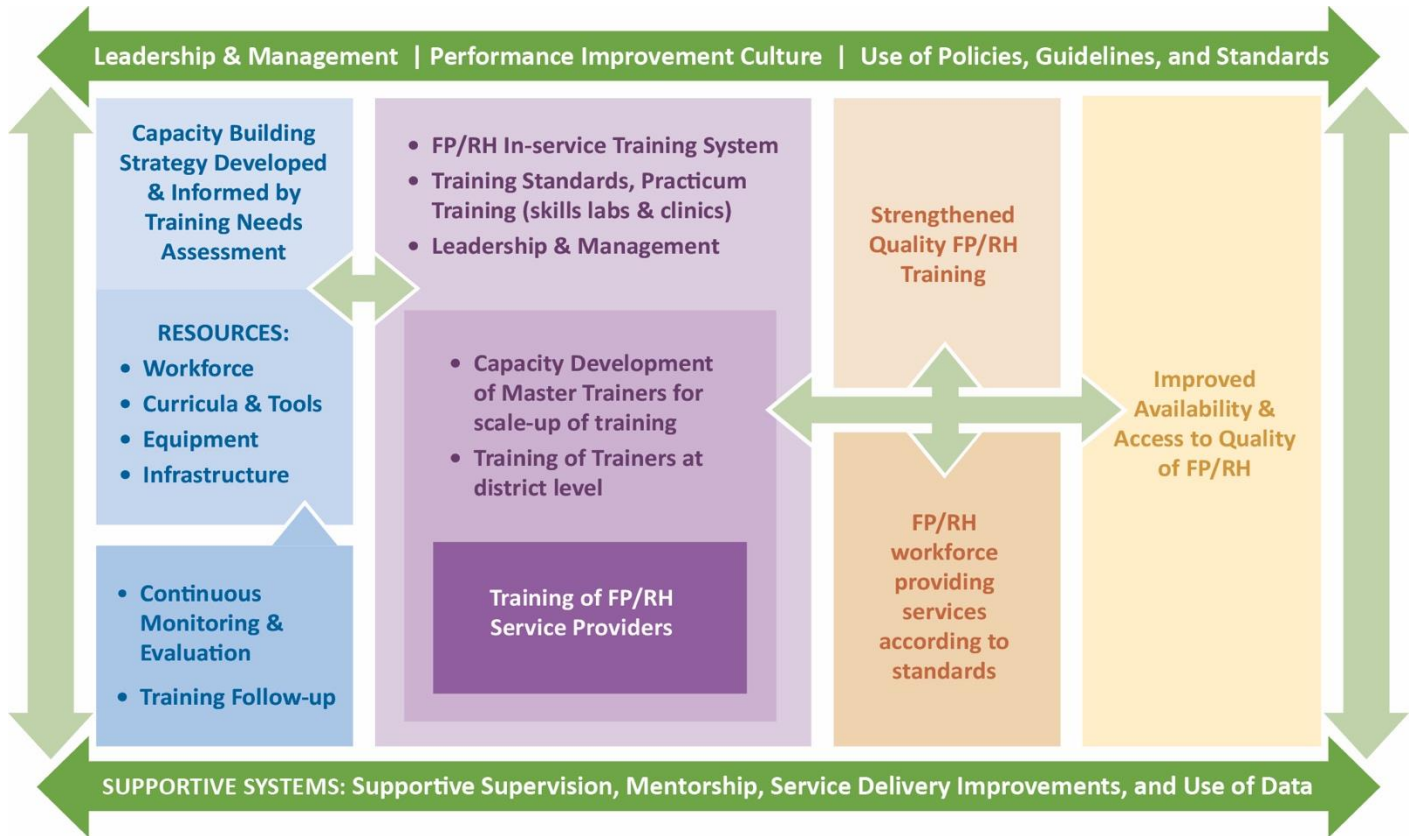 Leadership & Management | Performance Improvement Culture | Use of Policies, Guidelines, and Standards
Capacity Building
Strategy Developed
& Informed by
Training Needs
Assessment
RESOURCES:
• Workforce
• Curricula & Tools
• Equipment
• Infrastructure
• Continuous
Monitoring &
Evaluation
• Training Follow-up
• FP/RH In-service Training System
• Training Standards, Practicum
Training (skills labs & clinics)
• Leadership & Management
• Capacity Development
of Master Trainers for
scale-up of training
• Training of Trainers at
district level
Training of FP/RH
Service Providers
Strengthened
Quality FP/RH
Training
FP/RH
workforce
providing
services
according to
standards
Improved
Availability &
Access to Quality
of FP/RH
SUPPORTIVE SYSTEMS: Supportive Supervision, Mentorship, Service Delivery Improvements, and Use of Data